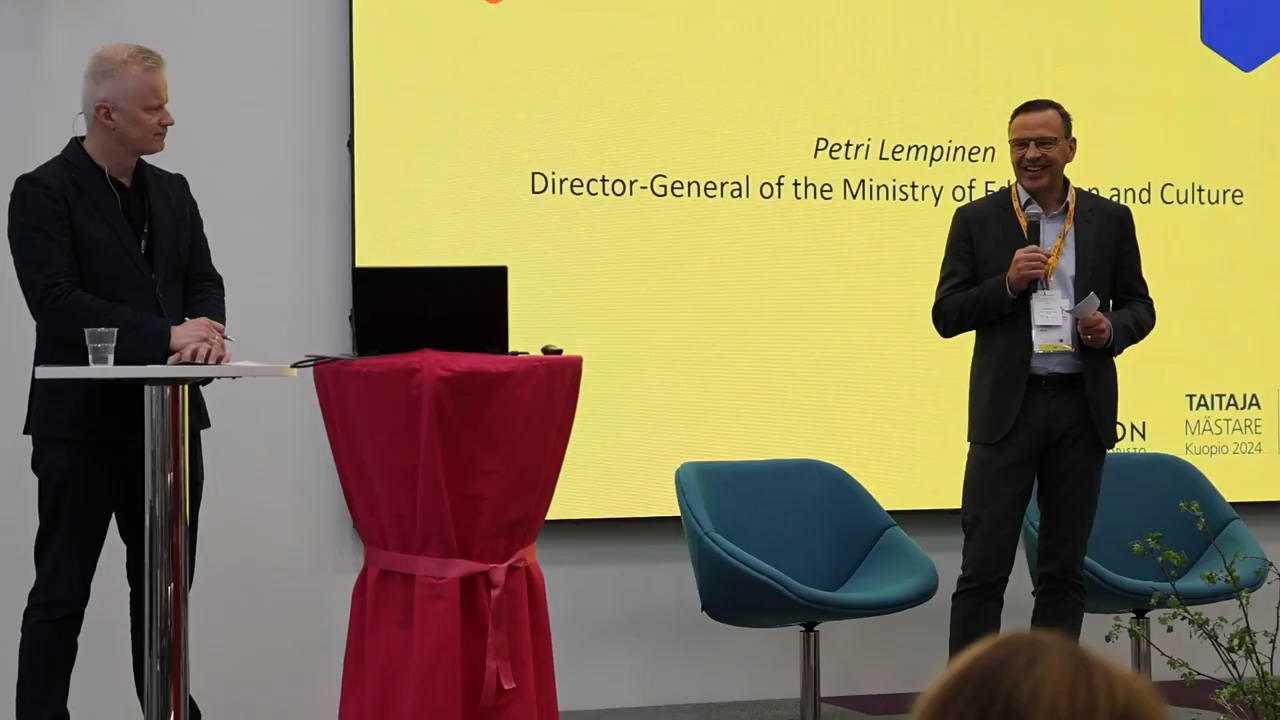 Petri Lempinen
Director-General of the Ministry of and Culture
TAITAJA
MÄSTARE
Kuopio 2024